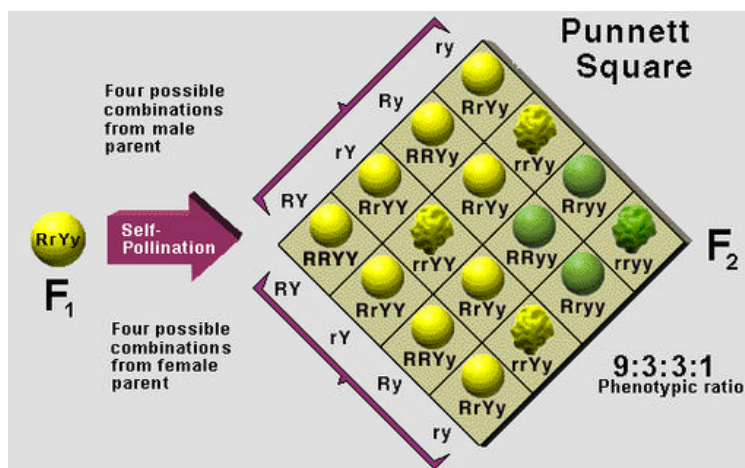 Punnett
Square
Four possible
combinations
from male
parent
ry
Ry
rY
RY
RrYy
RRYy rrYy
RrYY RrYy Rryy
RRYY rrYY RRyy rryy
RrYY RrYy Rryy
RRYy rrYy
RrYy
RrYy
F1
Self-
Pollination
F2
RY
rY
Ry
ry
Four possible
combinations
from female
parent
9:3:3:1
Phenotypic ratio